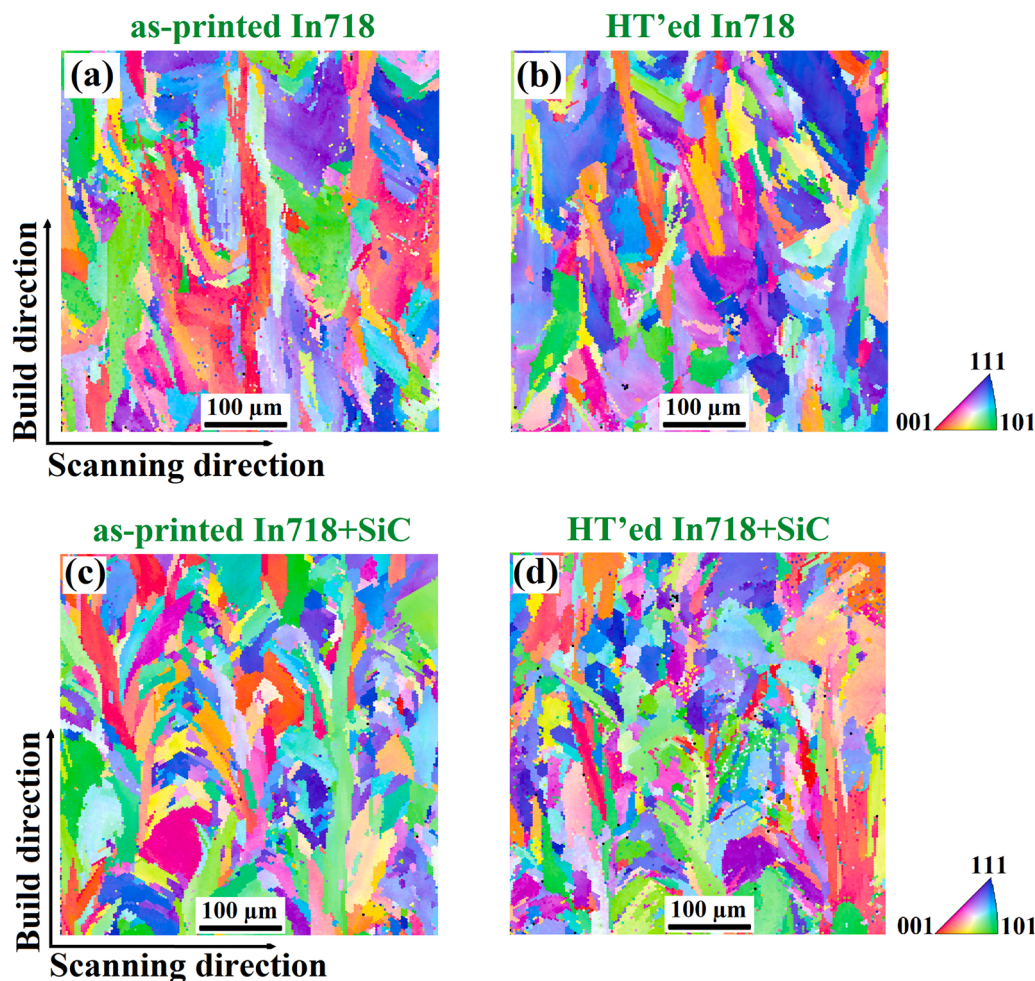 as-printed In718
HT'ed In718
(a)
(b)
Build direction
100 µm
100 µm
Scanning direction
111
001
101
as-printed In718+SiC
HT'ed In718+SiC
(c)
(d)
Build direction
100 µm
100 µm
Scanning direction
111
001
101